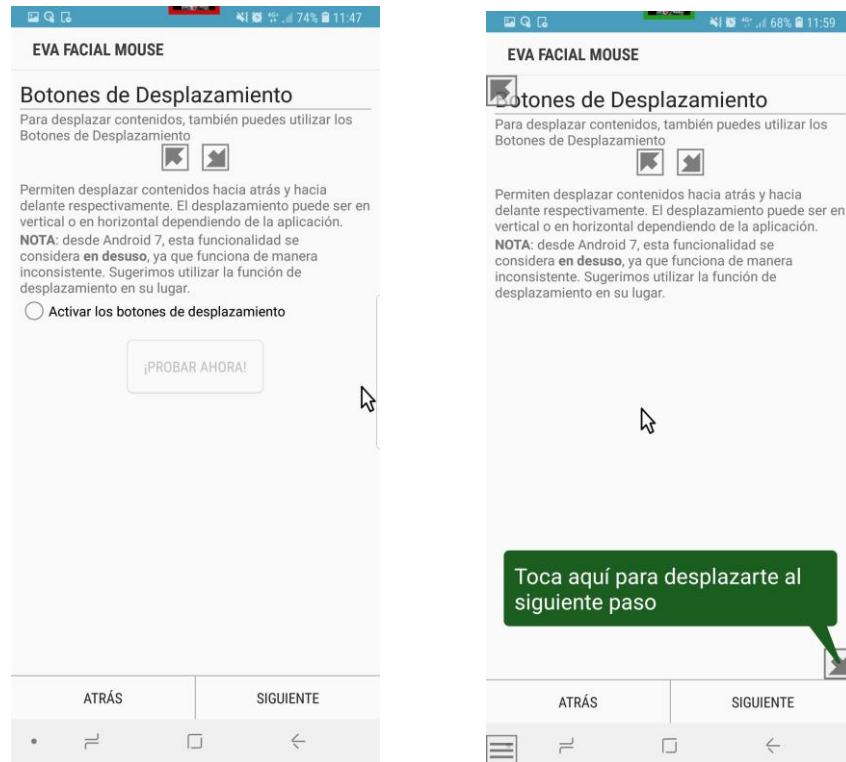 74% 11:47
EVA FACIAL MOUSE
Botones de Desplazamiento
Para desplazar contenidos, también puedes utilizar los
Botones de Desplazamiento
Permiten desplazar contenidos hacia atrás y hacia
delante respectivamente. El desplazamiento puede ser en
vertical o en horizontal dependiendo de la aplicación.
NOTA: desde Android 7, esta funcionalidad se
considera en desuso, ya que funciona de manera
inconsistente. Sugerimos utilizar la función de
desplazamiento en su lugar.
Activar los botones de desplazamiento
¡PROBAR AHORA!
ATRÁS
SIGUIENTE
68% 11:59
EVA FACIAL MOUSE
Botones de Desplazamiento
Para desplazar contenidos, también puedes utilizar los
Botones de Desplazamiento
Permiten desplazar contenidos hacia atrás y hacia
delante respectivamente. El desplazamiento puede ser en
vertical o en horizontal dependiendo de la aplicación.
NOTA: desde Android 7, esta funcionalidad se
considera en desuso, ya que funciona de manera
inconsistente. Sugerimos utilizar la función de
desplazamiento en su lugar.
Toca aquí para desplazarte al
siguiente paso
ATRÁS
SIGUIENTE